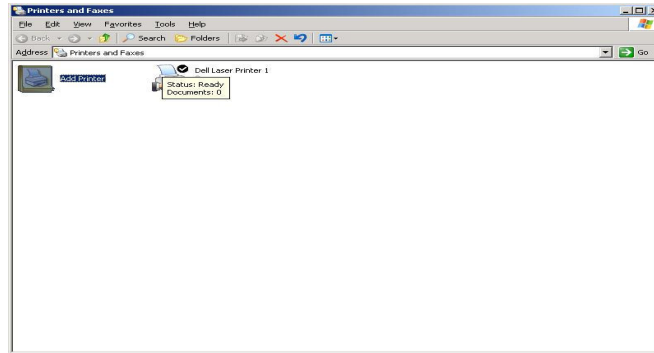 Printers and Faxes
File Edit View Favorites Tools Help
Back Search Folders
Address Printers and Faxes Go
Add Printer
Dell Laser Printer 1
Status: Ready
Documents: 0